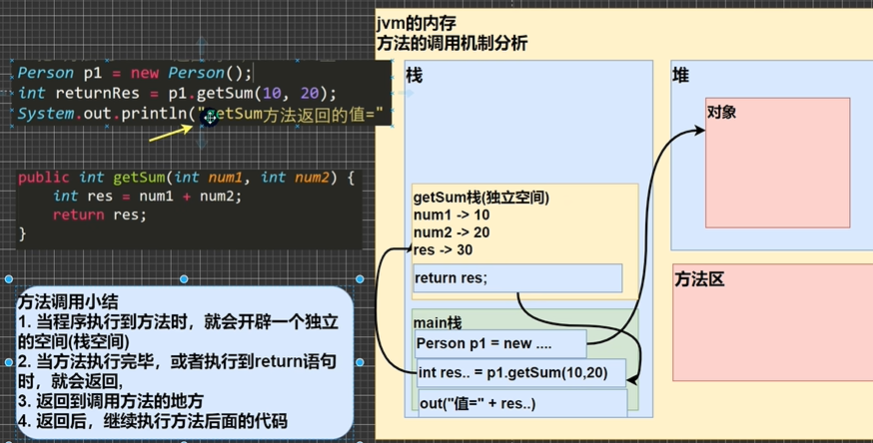 jvm的内存
方法的调用机制分析
Person p1 = new Person();
int returnRes = p1.getSum(10, 20);
System.out.println("getSum方法返回的值="
public int getSum(int num1, int num2) {
int res = num1 + num2;
return res;
}
方法调用小结
1. 当程序执行到方法时，就会开辟一个独立
的空间(栈空间)
2. 当方法执行完毕，或者执行到return语句
时，就会返回,
3. 返回到调用方法的地方
4. 返回后，继续执行方法后面的代码
栈
getSum栈(独立空间)
num1 -> 10
num2 -> 20
res -> 30
return res;
main栈
Person p1 = new ....
int res.. = p1.getSum(10,20)
out("值=" + res..)
堆
对象
方法区